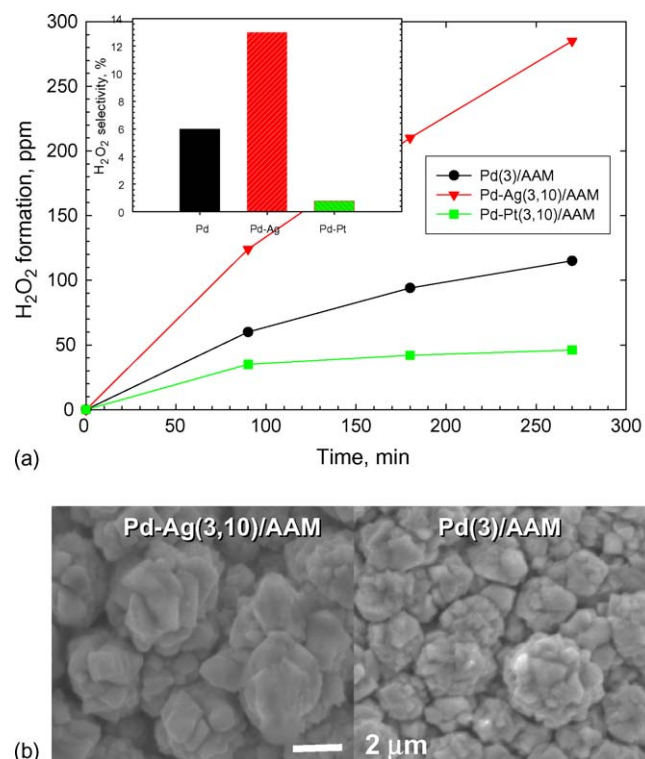 (a)
300
250
200
150
100
50
0
H₂O₂ formation, ppm
0 50 100 150 200 250 300
Time, min
14
12
10
8
6
4
2
0
H₂O₂ selectivity, %
Pd Pd-Ag Pd-Pt
Pd(3)/AAM
Pd-Ag(3,10)/AAM
Pd-Pt(3,10)/AAM
Pd-Ag(3,10)/AAM Pd(3)/AAM
2 μm
(b)